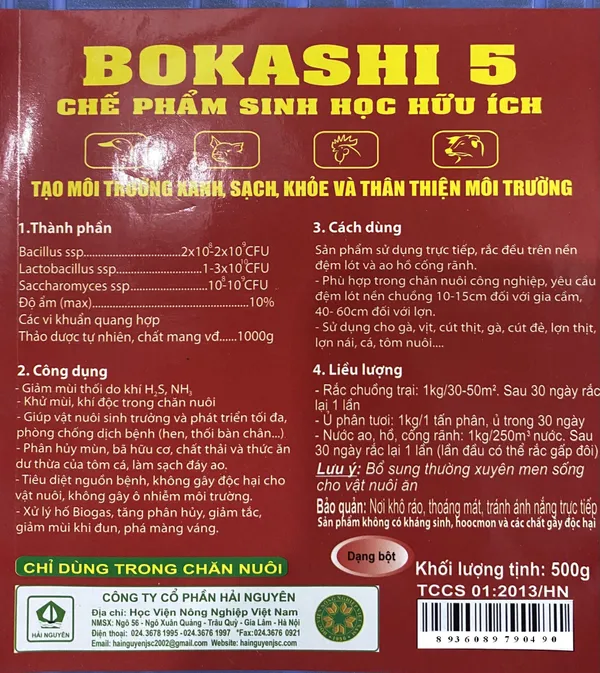 BOKASHI 5
CHẾ PHẨM SINH HỌC HỮU ÍCH
TẠO MÔI TRƯỜNG XANH, SẠCH, KHỎE VÀ THÂN THIỆN MÔI TRƯỜNG
1.Thành phần
Bacillus ssp..............................2x10⁸-2x10⁹CFU
Lactobacillus ssp....................1-3x10¹⁰CFU
Saccharomyces ssp..................10⁸-10⁹CFU
Độ ẩm (max)...................................10%
Các vi khuẩn quang hợp
Thảo dược tự nhiên, chất mang vđ......1000g
2. Công dụng
- Giảm mùi thối do khí H₂S, NH₃
- Khử mùi, khí độc trong chăn nuôi
- Giúp vật nuôi sinh trưởng và phát triển tối đa,
phòng chống dịch bệnh (hen, thối bàn chân...)
- Phân hủy mùn, bã hữu cơ, chất thải và thức ăn
dư thừa của tôm cá, làm sạch đáy ao.
- Tiêu diệt nguồn bệnh, không gây độc hại cho
vật nuôi, không gây ô nhiễm môi trường.
- Xử lý hố Biogas, tăng phân hủy, giảm tắc,
giảm mùi khi đun, phá màng váng.
CHỈ DÙNG TRONG CHĂN NUÔI
3. Cách dùng
Sản phẩm sử dụng trực tiếp, rắc đều trên nền
đệm lót và ao hồ cống rãnh.
- Phù hợp trong chăn nuôi công nghiệp, yêu cầu
đệm lót nền chuồng 10-15cm đối với gia cầm,
40- 60cm đối với lợn.
- Sử dụng cho gà, vịt, cút thịt, gà, cút đẻ, lợn thịt,
lợn nái, cá, tôm nuôi....
4. Liều lượng
- Rắc chuồng trại: 1kg/30-50m². Sau 30 ngày rắc
lại 1 lần
- Ủ phân tươi: 1kg/1 tấn phân, ủ trong 30 ngày
- Nước ao, hồ, cống rãnh: 1kg/250m³ nước. Sau
30 ngày rắc lại 1 lần (lần đầu có thể rắc gấp đôi)
Lưu ý: Bổ sung thường xuyên men sống
cho vật nuôi ăn
Bảo quản: Nơi khô ráo, thoáng mát, tránh ánh nắng trực tiếp
Sản phẩm không có kháng sinh, hoocmon và các chất gây độc hại
Dạng bột
Khối lượng tịnh: 500g
TCCS 01:2013/HN
8936089790490
HẢI NGUYÊN
CÔNG TY CỔ PHẦN HẢI NGUYÊN
Địa chỉ: Học Viện Nông Nghiệp Việt Nam
NMSX: Ngõ 56 - Ngô Xuân Quảng - Trâu Quỳ - Gia Lâm - Hà Nội
Điện thoại: 024.3678 1995 -024.3676 1997 *Fax:024.3676 0921
Email: hainguyenjsc2002@gmail.com Website: hainguyenjsc.com